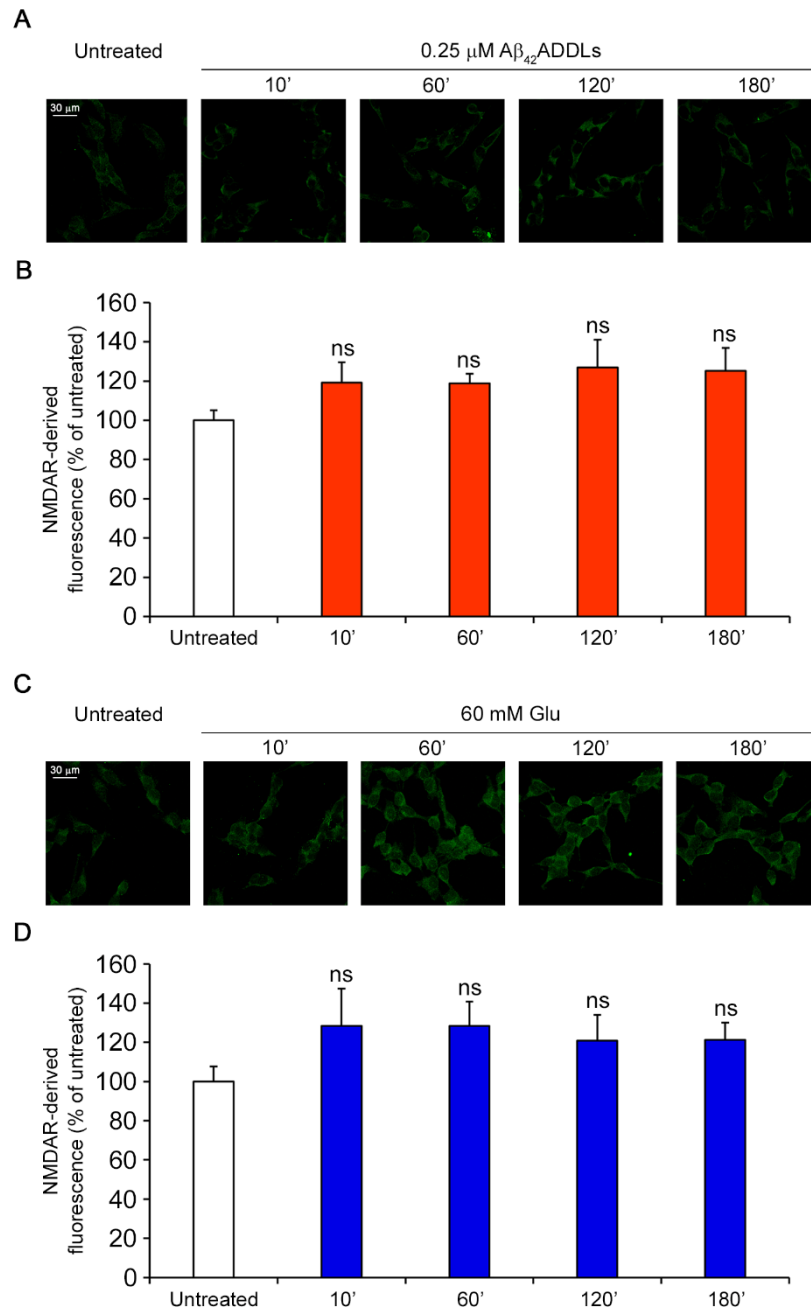 A
Untreated
0.25 μM Aβ₄₂ADDLs
10’ 60’ 120’ 180’
30 μm
B
NMDAR-derived
fluorescence (% of untreated)
160
140
120
100
80
60
40
20
0
ns ns ns ns
Untreated 10’ 60’ 120’ 180’
C
Untreated
60 mM Glu
10’ 60’ 120’ 180’
30 μm
D
NMDAR-derived
fluorescence (% of untreated)
160
140
120
100
80
60
40
20
0
ns ns ns ns
Untreated 10’ 60’ 120’ 180’